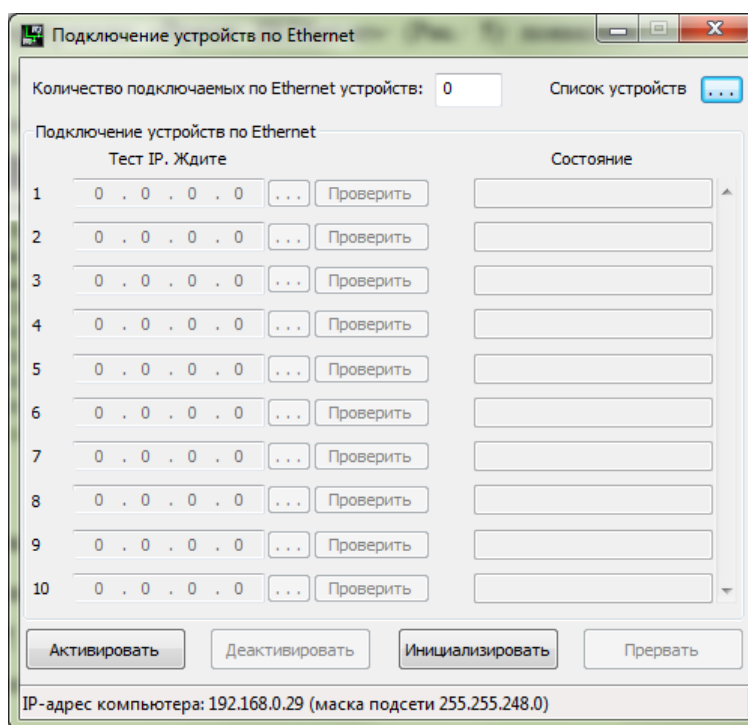 Подключение устройств по Ethernet
Количество подключаемых по Ethernet устройств: 0 Список устройств ...
Подключение устройств по Ethernet
Тест IP. Ждите Состояние
1 0 . 0 . 0 . 0 ... Проверить
2 0 . 0 . 0 . 0 ... Проверить
3 0 . 0 . 0 . 0 ... Проверить
4 0 . 0 . 0 . 0 ... Проверить
5 0 . 0 . 0 . 0 ... Проверить
6 0 . 0 . 0 . 0 ... Проверить
7 0 . 0 . 0 . 0 ... Проверить
8 0 . 0 . 0 . 0 ... Проверить
9 0 . 0 . 0 . 0 ... Проверить
10 0 . 0 . 0 . 0 ... Проверить
Активировать Деактивировать Инициализировать Прервать
IP-адрес компьютера: 192.168.0.29 (маска подсети 255.255.248.0)